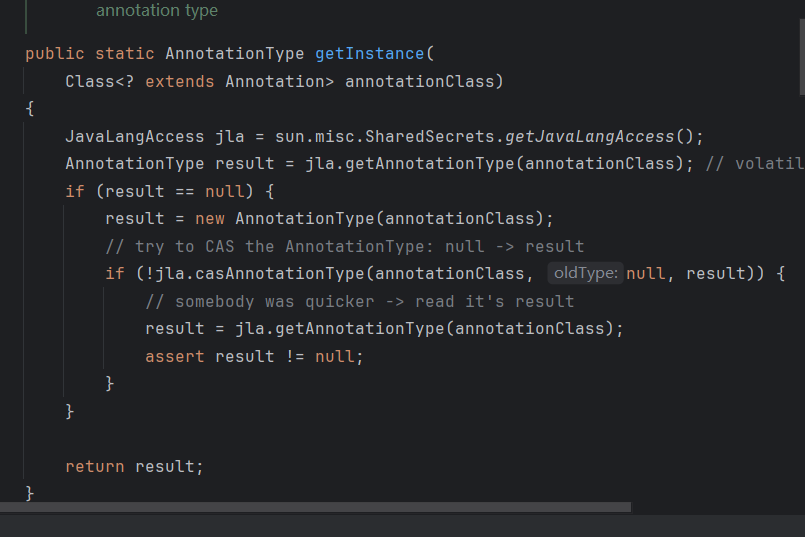 annotation type
public static AnnotationType getInstance(
    Class<? extends Annotation> annotationClass)
{
    JavaLangAccess jla = sun.misc.SharedSecrets.getJavaLangAccess();
    AnnotationType result = jla.getAnnotationType(annotationClass); // volatil
    if (result == null) {
        result = new AnnotationType(annotationClass);
        // try to CAS the AnnotationType: null -> result
        if (!jla.casAnnotationType(annotationClass, oldType: null, result)) {
            // somebody was quicker -> read it's result
            result = jla.getAnnotationType(annotationClass);
            assert result != null;
        }
    }
    return result;
}